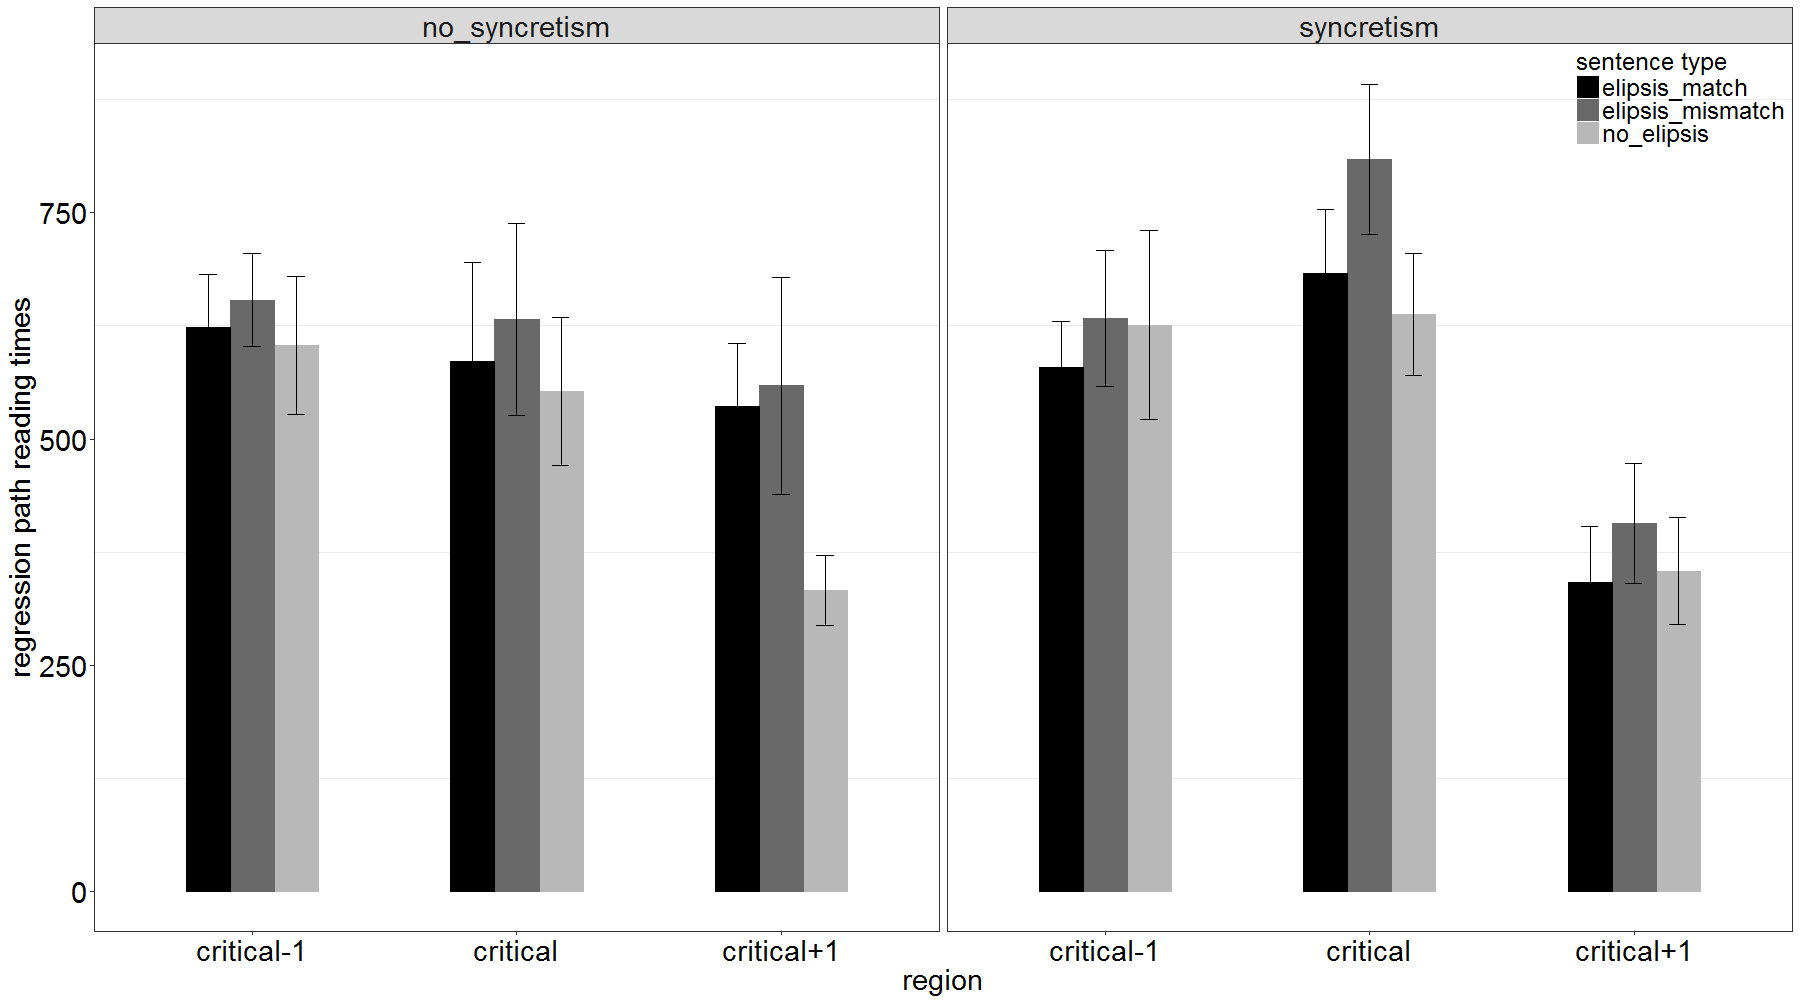 no_syncretism
syncretism
sentence type
elipsis_match
elipsis_mismatch
no_elipsis
regression path reading times
750
500
250
0
critical-1
critical
critical+1
critical-1
critical
critical+1
region